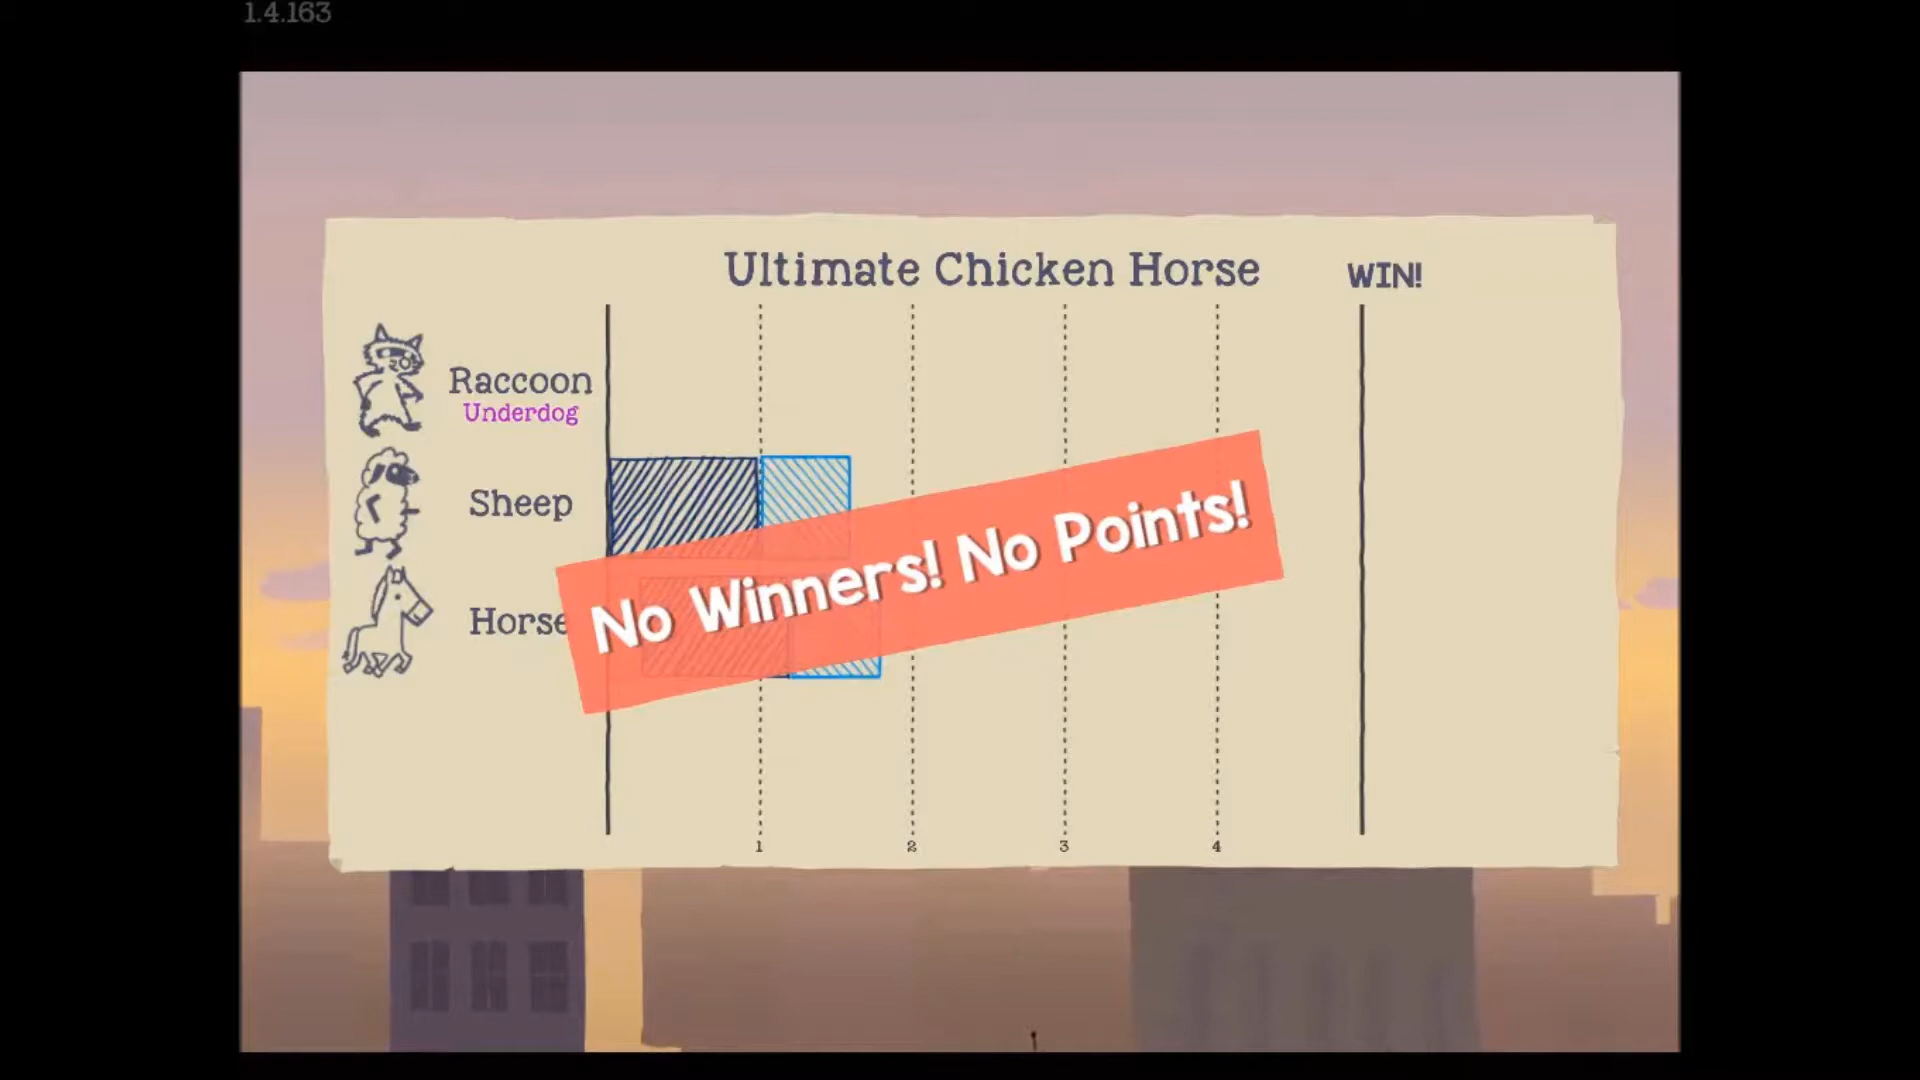 1.4.163
Ultimate Chicken Horse
WIN!
Raccoon
Underdog
Sheep
Horse
No Winners! No Points!
1 2 3 4